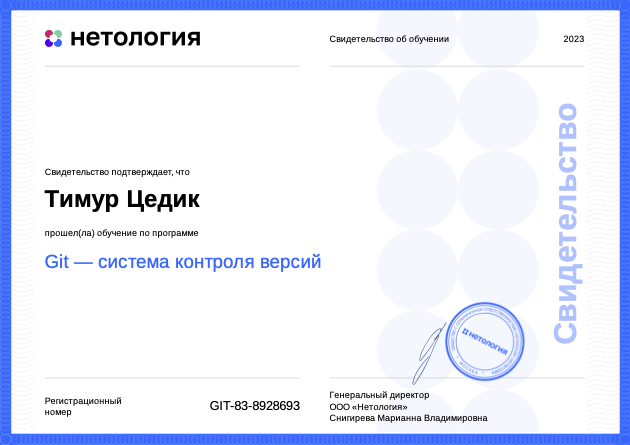 нетология
Свидетельство об обучении
2023
Свидетельство подтверждает, что
Тимур Цедик
прошел(ла) обучение по программе
Git — система контроля версий
Свидетельство
нетология
Регистрационный
номер
GIT-83-8928693
Генеральный директор
ООО «Нетология»
Снигирева Марианна Владимировна